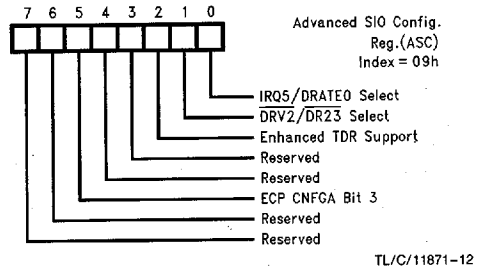 7 6 5 4 3 2 1 0
Advanced SIO Config.
Reg.(ASC)
Index = 09h
IRQ5/DRATE0 Select
DRV2/DR23 Select
Enhanced TDR Support
Reserved
Reserved
ECP CNFGA Bit 3
Reserved
Reserved
TL/C/11871-12